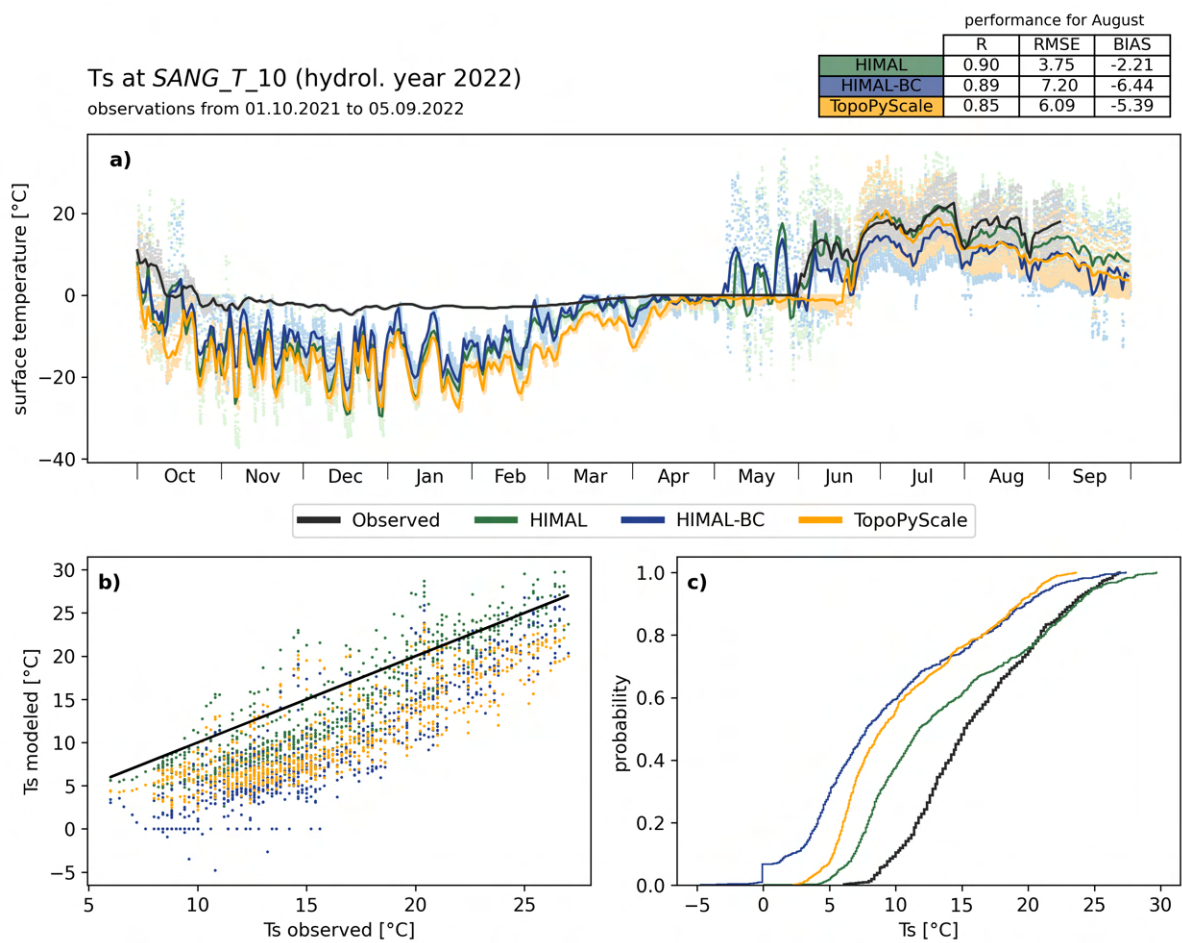 performance for August
R RMSE BIAS
HIMAL 0.90 3.75 -2.21
HIMAL-BC 0.89 7.20 -6.44
TopoPyScale 0.85 6.09 -5.39
Ts at SANG_T_10 (hydrol. year 2022)
observations from 01.10.2021 to 05.09.2022
a)
surface temperature [°C]
20
0
−20
−40
Oct Nov Dec Jan Feb Mar Apr May Jun Jul Aug Sep
Observed HIMAL HIMAL-BC TopoPyScale
b)
Ts modeled [°C]
30
25
20
15
10
5
0
−5
5 10 15 20 25
Ts observed [°C]
c)
probability
1.0
0.8
0.6
0.4
0.2
0.0
−5 0 5 10 15 20 25 30
Ts [°C]